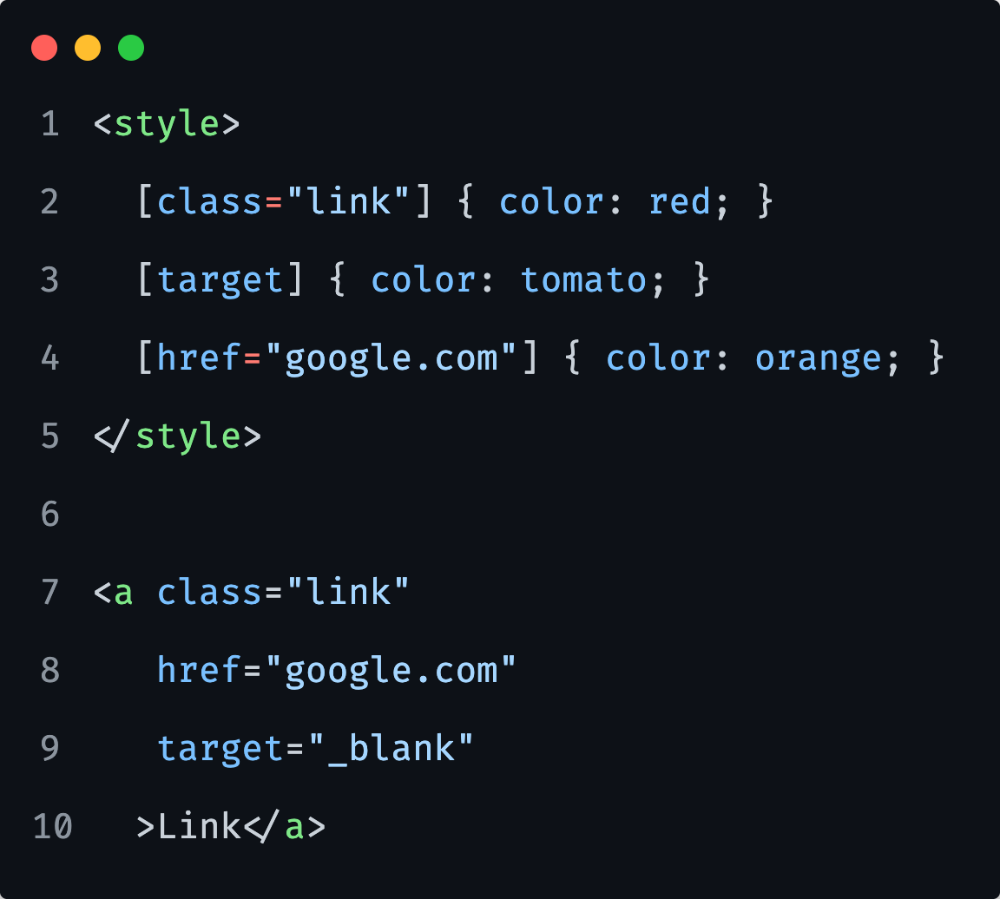 1 <style>
2 [class="link"] { color: red; }
3 [target] { color: tomato; }
4 [href="google.com"] { color: orange; }
5 </style>
6
7 <a class="link"
8 href="google.com"
9 target="_blank"
10 >Link</a>